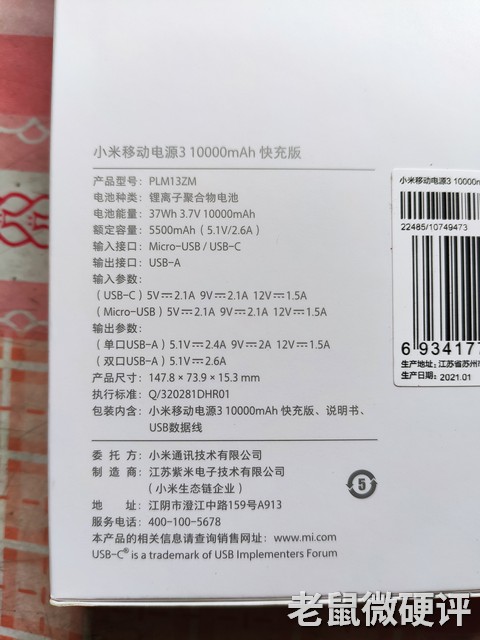 小米移动电源3 10000mAh 快充版
产品型号：PLM13ZM
电池种类：锂离子聚合物电池
电池能量：37Wh 3.7V 10000mAh
额定容量：5500mAh（5.1V/2.6A）
输入接口：Micro-USB / USB-C
输出接口：USB-A
输入参数：
（USB-C）5V⎓2.1A 9V⎓2.1A 12V⎓1.5A
（Micro-USB）5V⎓2.1A 9V⎓2.1A 12V⎓1.5A
输出参数：
（单口USB-A）5.1V⎓2.4A 9V⎓2A 12V⎓1.5A
（双口USB-A）5.1V⎓2.6A
产品尺寸：147.8 × 73.9 × 15.3 mm
执行标准：Q/320281DHR01
包装内含：小米移动电源3 10000mAh 快充版、说明书、
USB数据线
委 托 方：小米通讯技术有限公司
制 造 商：江苏紫米电子技术有限公司
（小米生态链企业）
地 址：江阴市澄江中路159号A913
服务电话：400-100-5678
本产品的相关信息请查询销售网址：www.mi.com
USB-C® is a trademark of USB Implementers Forum
5
小米移动电源3 10000m
22485/10749473
6 934177
生产地址：江苏省苏州市
生产日期：2021.01
老鼠微硬评